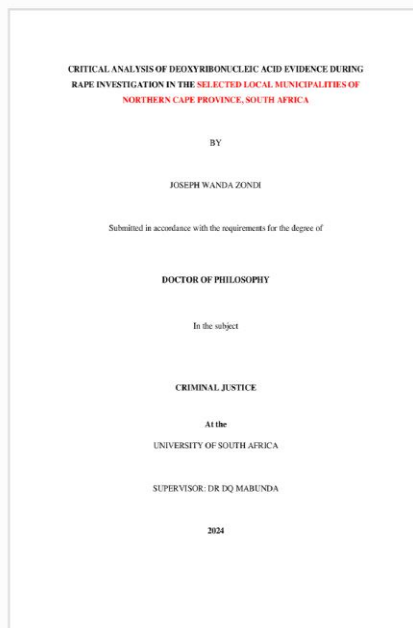 CRITICAL ANALYSIS OF DEOXYRIBONUCLEIC ACID EVIDENCE DURING
RAPE INVESTIGATION IN THE SELECTED LOCAL MUNICIPALITIES OF
NORTHERN CAPE PROVINCE, SOUTH AFRICA
BY
JOSEPH WANDA ZONDI
Submitted in accordance with the requirements for the degree of
DOCTOR OF PHILOSOPHY
In the subject
CRIMINAL JUSTICE
At the
UNIVERSITY OF SOUTH AFRICA
SUPERVISOR: DR DQ MABUNDA
2024